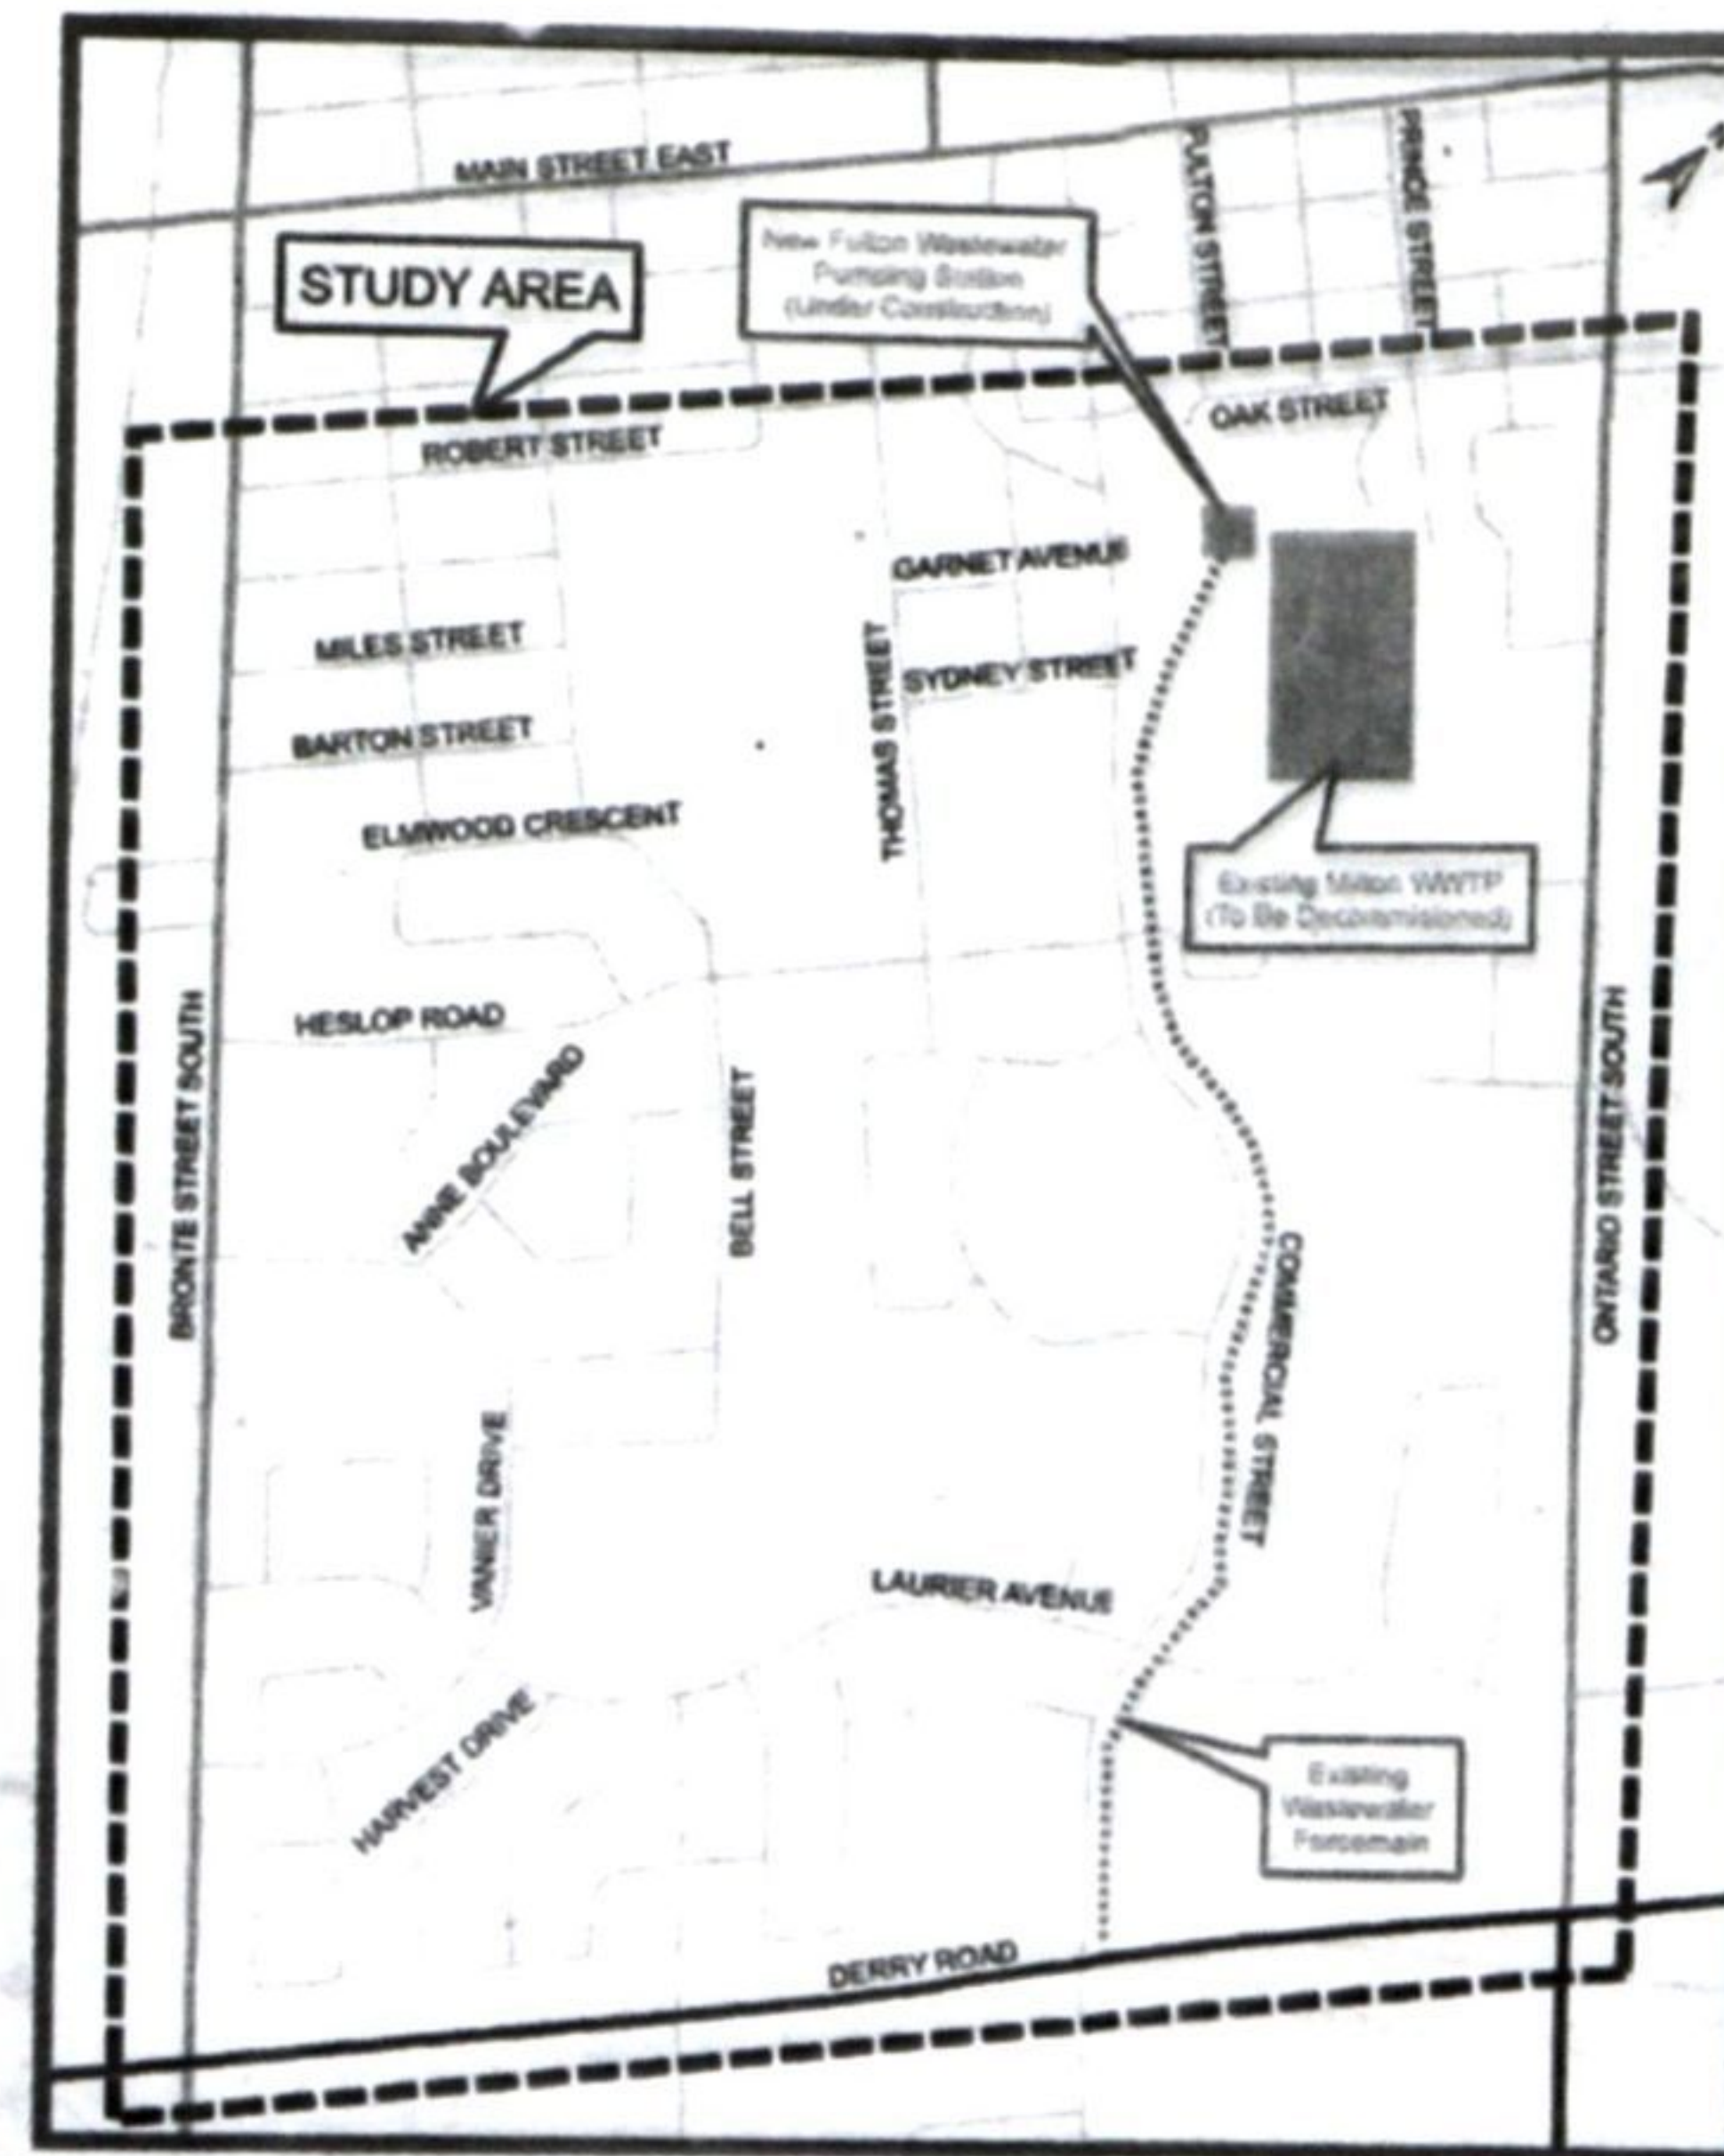 MAIN STREET EAST
FULTON STREET
PRINCE STREET
STUDY AREA
New Fulton Wastewater
Pumping Station
(Under Construction)
OAK STREET
ROBERT STREET
GARNET AVENUE
MILES STREET
SYDNEY STREET
THOMAS STREET
BARTON STREET
ELMWOOD CRESCENT
Existing Milton WWTP
(To Be Decommisioned)
HESLOP ROAD
BRONTE STREET SOUTH
ONTARIO STREET SOUTH
ANNE BOULEVARD
BELL STREET
COMMERCIAL STREET
VANIER DRIVE
LAURIER AVENUE
HARVEST DRIVE
Existing
Wastewater
Forcemain
DERRY ROAD